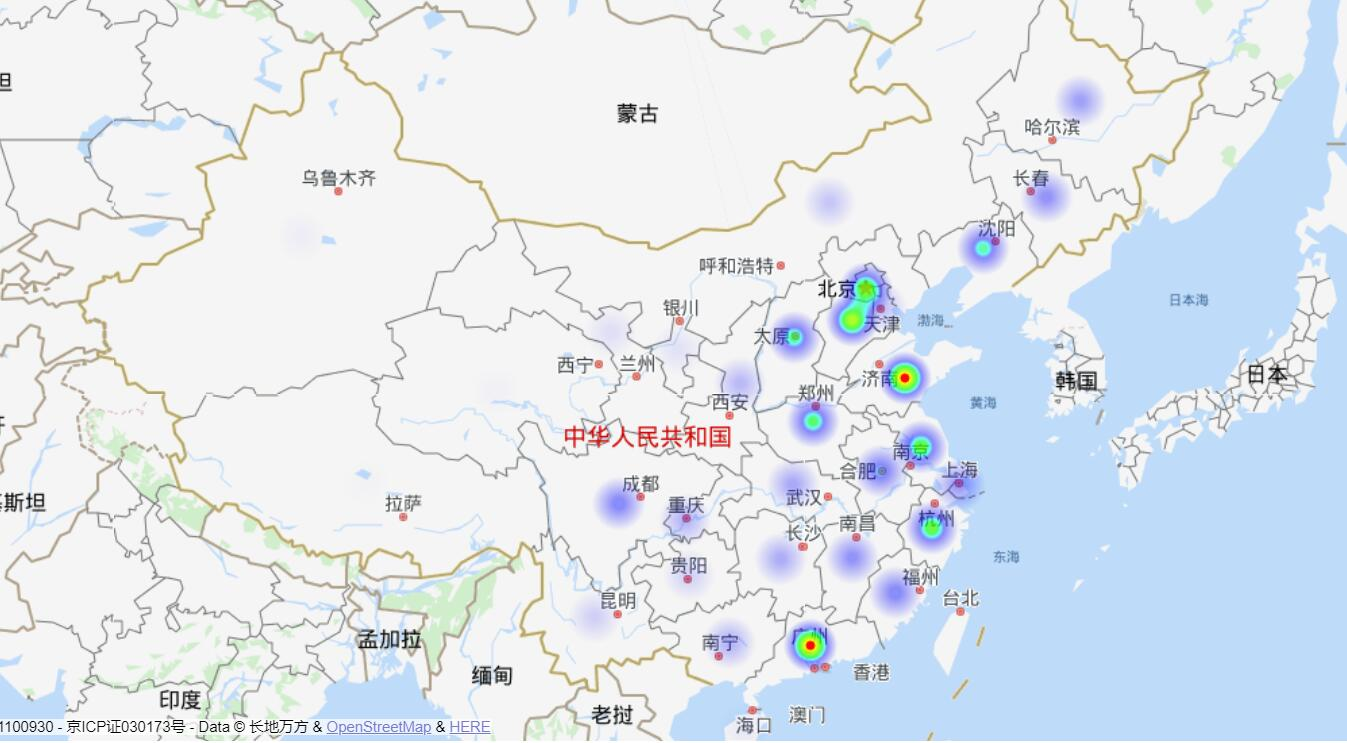 坦
蒙古
哈尔滨
乌鲁木齐
长春
沈阳
呼和浩特
北京
日本海
银川
天津
渤海...
太原
西宁
兰州
济南
韩国
日本
西安
郑州
黄海
中华人民共和国
南京
合肥
上海
成都
基斯坦
拉萨
重庆
武汉
杭州
南昌
长沙
东海
贵阳
福州
昆明
台北
孟加拉
南宁
广州
香港
缅甸
印度
老挝
澳门
海口
1100930 - 京ICP证030173号 - Data © 长地万方 & OpenStreetMap & HERE